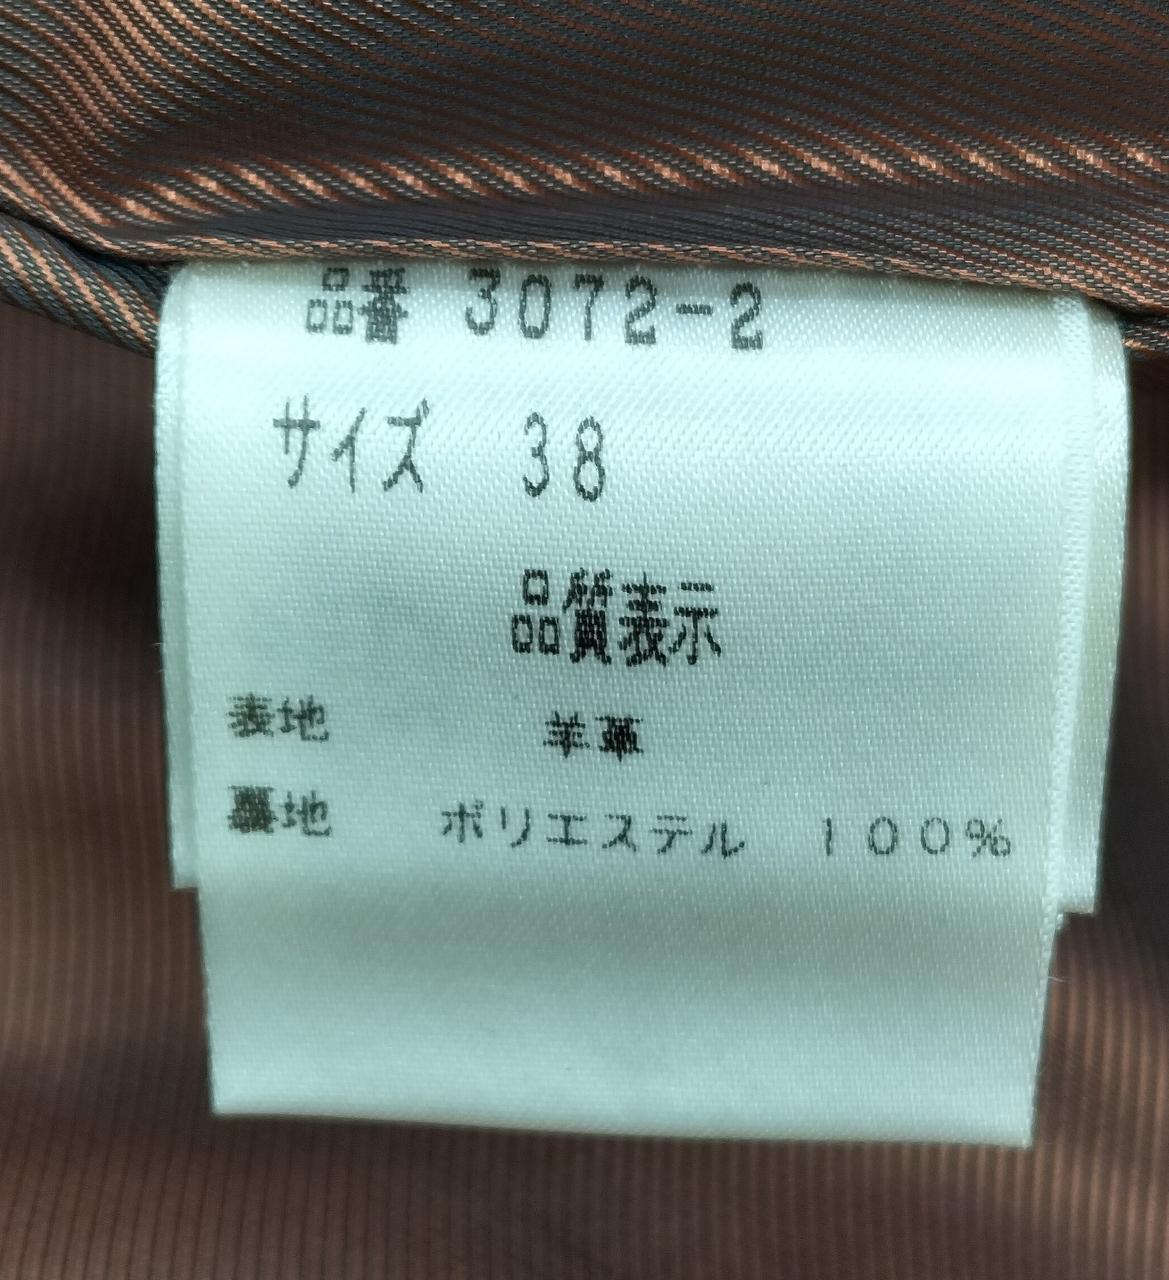 品番 3072-2
サイズ 38
品質表示
表地 羊革
裏地 ポリエステル 100%